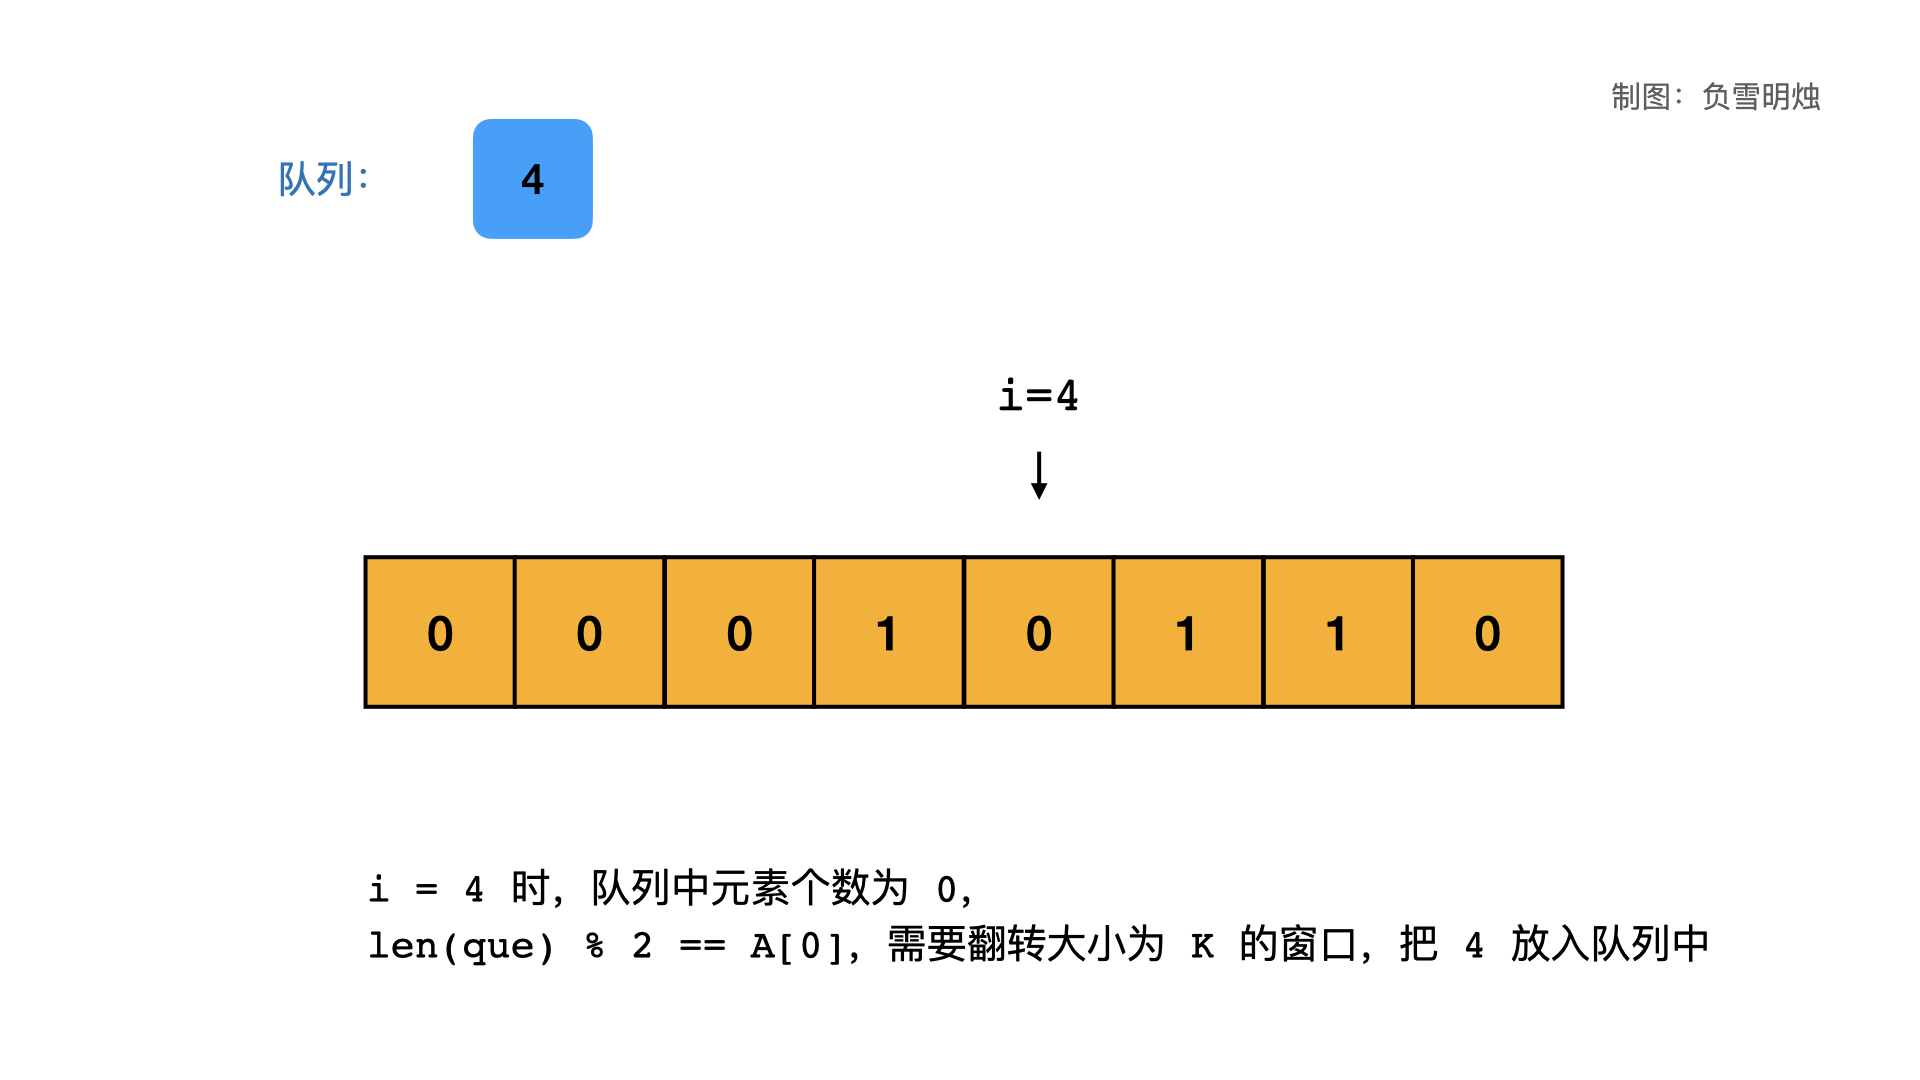 制图：负雪明烛
队列：
4
i=4
0 0 0 1 0 1 1 0
i = 4 时，队列中元素个数为 0，
len(que) % 2 == A[0]，需要翻转大小为 K 的窗口，把 4 放入队列中